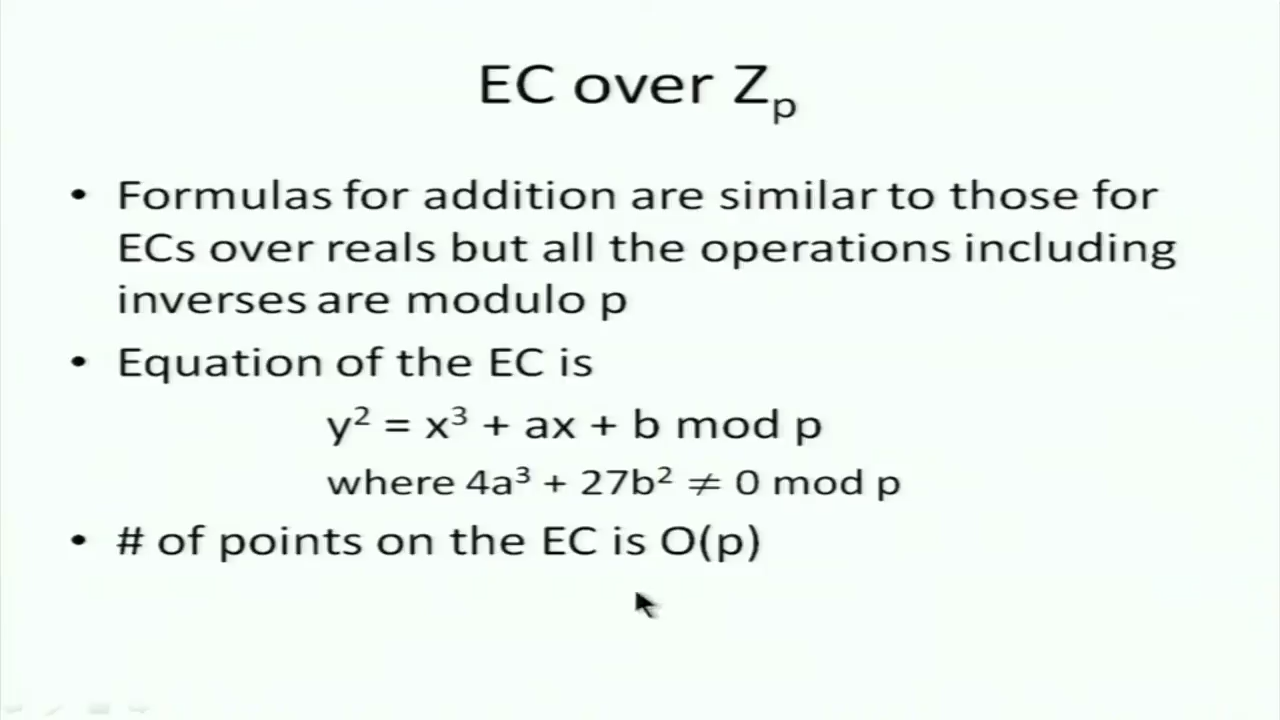 EC over Zₚ
• Formulas for addition are similar to those for
ECs over reals but all the operations including
inverses are modulo p
• Equation of the EC is
y² = x³ + ax + b mod p
where 4a³ + 27b² ≠ 0 mod p
• # of points on the EC is O(p)